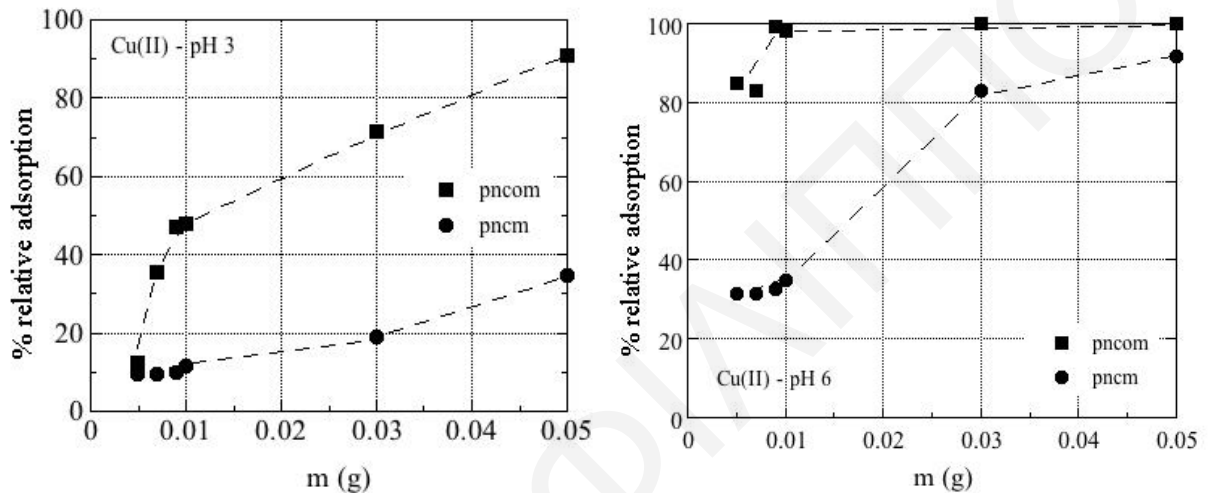 100
80
60
40
20
0
% relative adsorption
Cu(II) - pH 3
pncom
pncm
0 0.01 0.02 0.03 0.04 0.05
m (g)
100
80
60
40
20
0
% relative adsorption
Cu(II) - pH 6
pncom
pncm
0 0.01 0.02 0.03 0.04 0.05
m (g)
ΦΙΛΙΠΠΟ